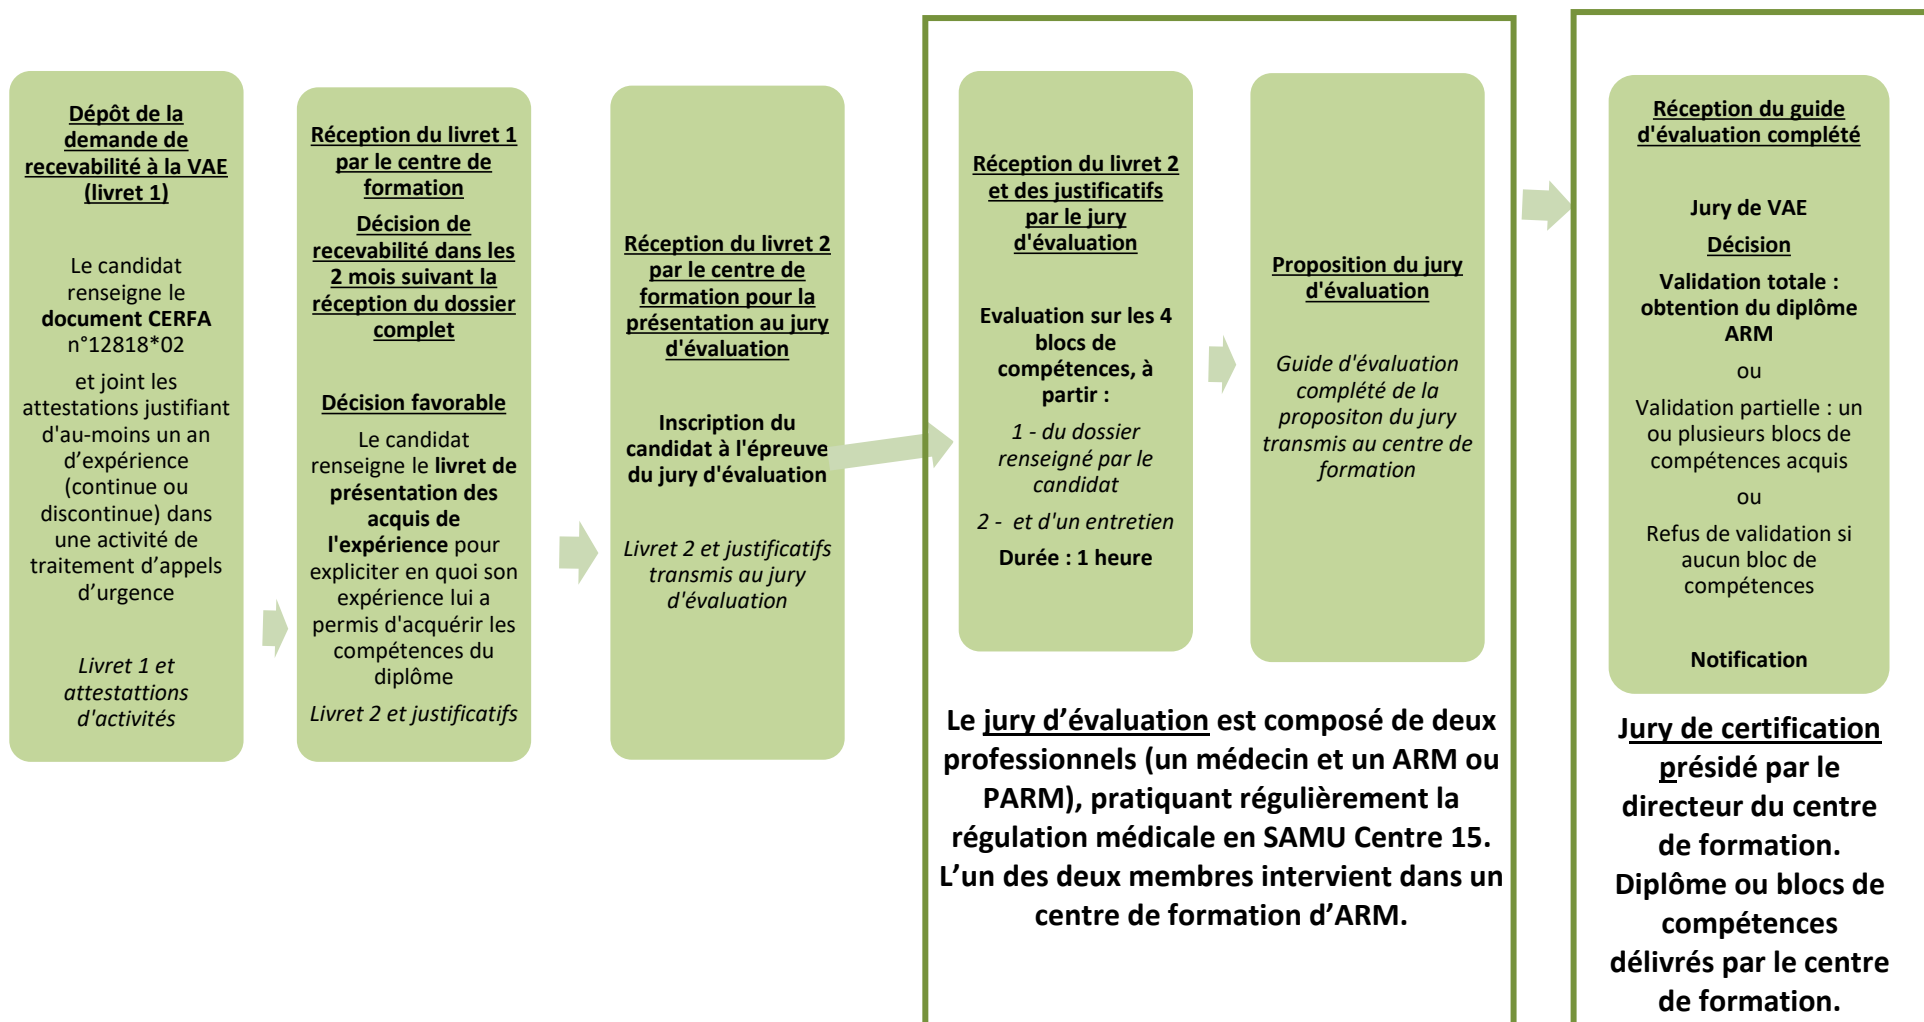 Dépôt de la
demande de
recevabilité à la VAE
(livret 1)
Le candidat
renseigne le
document CERFA
n°12818*02
et joint les
attestations justifiant
d'au-moins un an
d’expérience
(continue ou
discontinue) dans
une activité de
traitement d’appels
d’urgence
Livret 1 et
attestattions
d'activités
Réception du livret 1
par le centre de
formation
Décision de
recevabilité dans les
2 mois suivant la
réception du dossier
complet
Décision favorable
Le candidat
renseigne le livret de
présentation des
acquis de
l'expérience pour
expliciter en quoi son
expérience lui a
permis d'acquérir les
compétences du
diplôme
Livret 2 et justificatifs
Réception du livret 2
par le centre de
formation pour la
présentation au jury
d'évaluation
Inscription du
candidat à l'épreuve
du jury d'évaluation
Livret 2 et justificatifs
transmis au jury
d'évaluation
Réception du livret 2
et des justificatifs
par le jury
d'évaluation
Evaluation sur les 4
blocs de
compétences, à
partir :
1 - du dossier
renseigné par le
candidat
2 - et d'un entretien
Durée : 1 heure
Proposition du jury
d'évaluation
Guide d'évaluation
complété de la
propositon du jury
transmis au centre de
formation
Le jury d’évaluation est composé de deux
professionnels (un médecin et un ARM ou
PARM), pratiquant régulièrement la
régulation médicale en SAMU Centre 15.
L’un des deux membres intervient dans un
centre de formation d’ARM.
Réception du guide
d'évaluation complété
Jury de VAE
Décision
Validation totale :
obtention du diplôme
ARM
ou
Validation partielle : un
ou plusieurs blocs de
compétences acquis
ou
Refus de validation si
aucun bloc de
compétences
Notification
Jury de certification
présidé par le
directeur du centre
de formation.
Diplôme ou blocs de
compétences
délivrés par le centre
de formation.